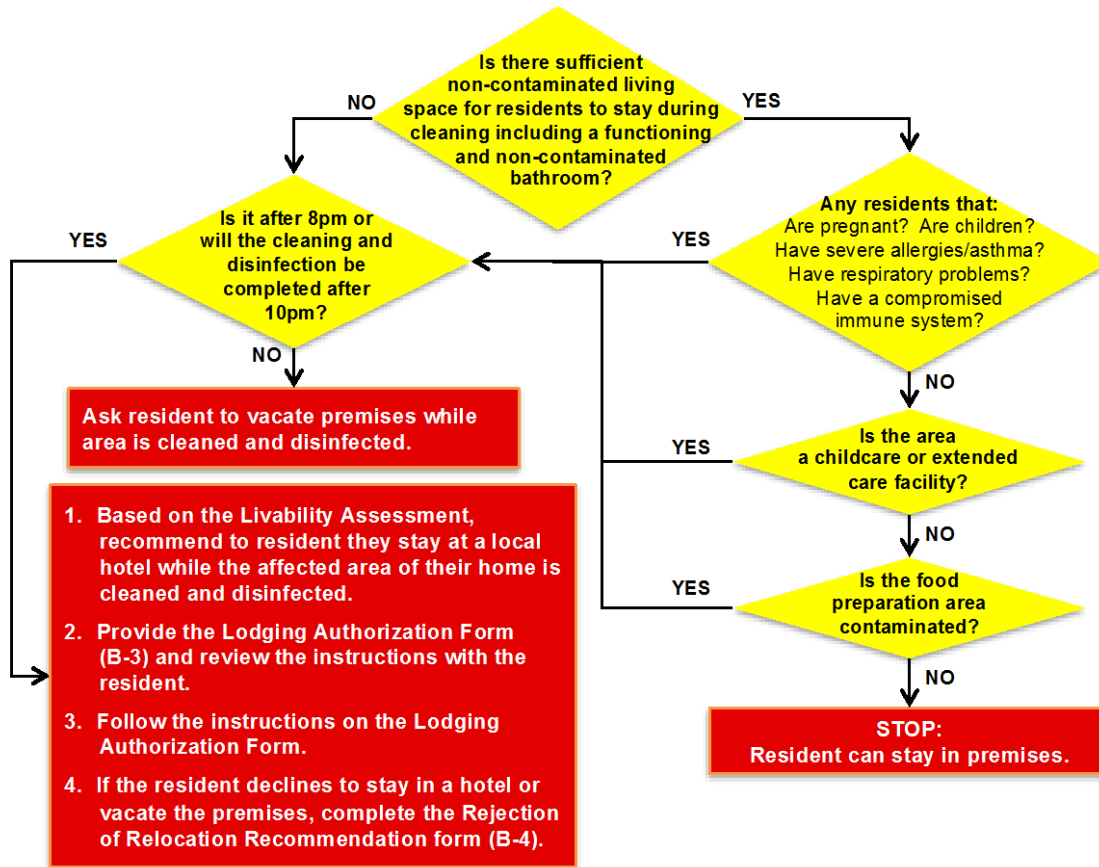 Is there sufficient
non-contaminated living
space for residents to stay during
cleaning including a functioning
and non-contaminated
bathroom?
NO
YES
Is it after 8pm or
will the cleaning and
disinfection be
completed after
10pm?
YES
NO
Any residents that:
Are pregnant? Are children?
Have severe allergies/asthma?
Have respiratory problems?
Have a compromised
immune system?
YES
NO
Ask resident to vacate premises while
area is cleaned and disinfected.
Is the area
a childcare or extended
care facility?
YES
NO
1. Based on the Livability Assessment,
recommend to resident they stay at a local
hotel while the affected area of their home is
cleaned and disinfected.
2. Provide the Lodging Authorization Form
(B-3) and review the instructions with the
resident.
3. Follow the instructions on the Lodging
Authorization Form.
4. If the resident declines to stay in a hotel or
vacate the premises, complete the Rejection
of Relocation Recommendation form (B-4).
Is the food
preparation area
contaminated?
YES
NO
STOP:
Resident can stay in premises.